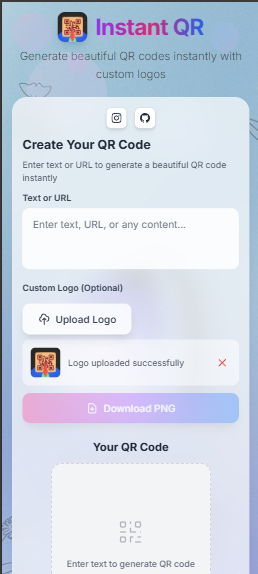 Instant QR
Generate beautiful QR codes instantly with
custom logos
Create Your QR Code
Enter text or URL to generate a beautiful QR code
instantly
Text or URL
Enter text, URL, or any content...
Custom Logo (Optional)
Upload Logo
Logo uploaded successfully
Download PNG
Your QR Code
Enter text to generate QR code